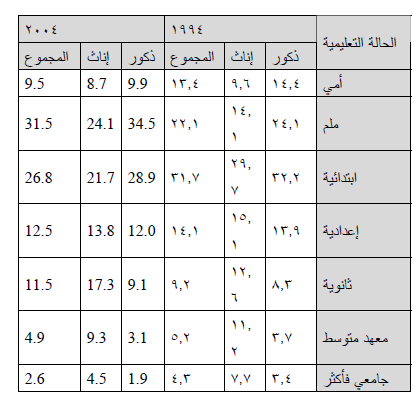 الحالة التعليمية ١٩٩٤ ٢٠٠٤
ذكور إناث المجموع ذكور إناث المجموع
أمي ١٤,٤ ٩,٦ ١٣,٤ 9.9 8.7 9.5
ملم ٢٤,١ ١٤,١ ٢٢,١ 34.5 24.1 31.5
ابتدائية ٣٢,٢ ٢٩,٧ ٣١,٧ 28.9 21.7 26.8
إعدادية ١٣,٩ ١٥,١ ١٤,١ 12.0 13.8 12.5
ثانوية ٨,٣ ١٢,٦ ٩,٢ 9.1 17.3 11.5
معهد متوسط ٣,٧ ١١,٢ ٥,٢ 3.1 9.3 4.9
جامعي فأكثر ٣,٤ ٧,٧ ٤,٣ 1.9 4.5 2.6